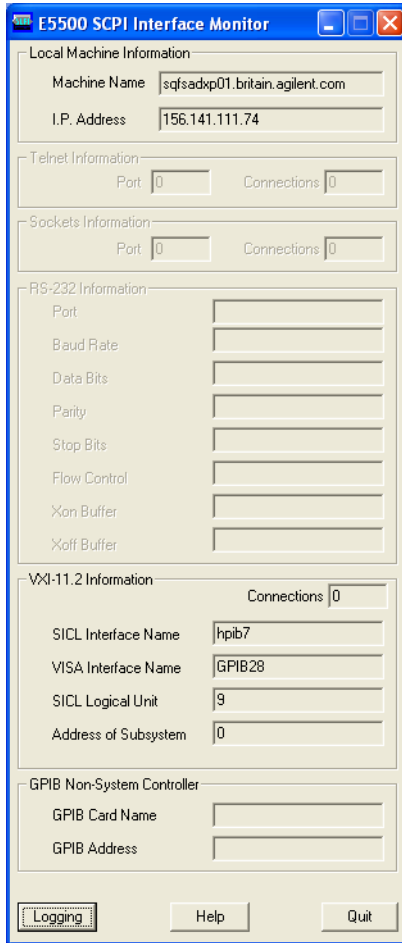 E5500 SCPI Interface Monitor
Local Machine Information
Machine Name sqfsadxp01.britain.agilent.com
I.P. Address 156.141.111.74
Telnet Information
Port 0 Connections 0
Sockets Information
Port 0 Connections 0
RS-232 Information
Port
Baud Rate
Data Bits
Parity
Stop Bits
Flow Control
Xon Buffer
Xoff Buffer
VXI-11.2 Information
Connections 0
SICL Interface Name hpib7
VISA Interface Name GPIB28
SICL Logical Unit 9
Address of Subsystem 0
GPIB Non-System Controller
GPIB Card Name
GPIB Address
Logging Help Quit